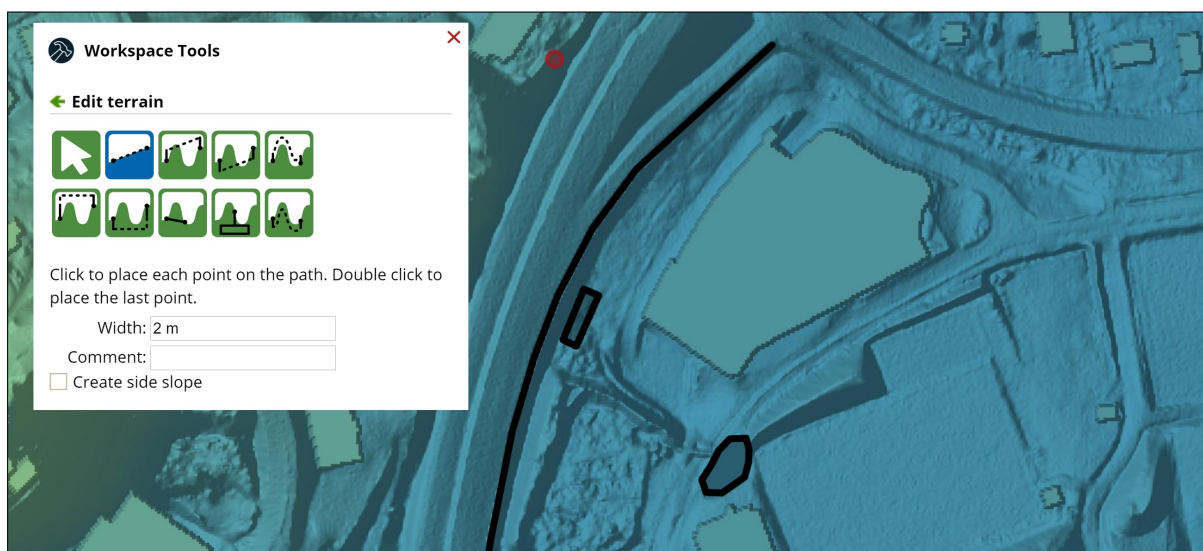 Workspace Tools
Edit terrain
Click to place each point on the path. Double click to
place the last point.
Width: 2 m
Comment:
Create side slope